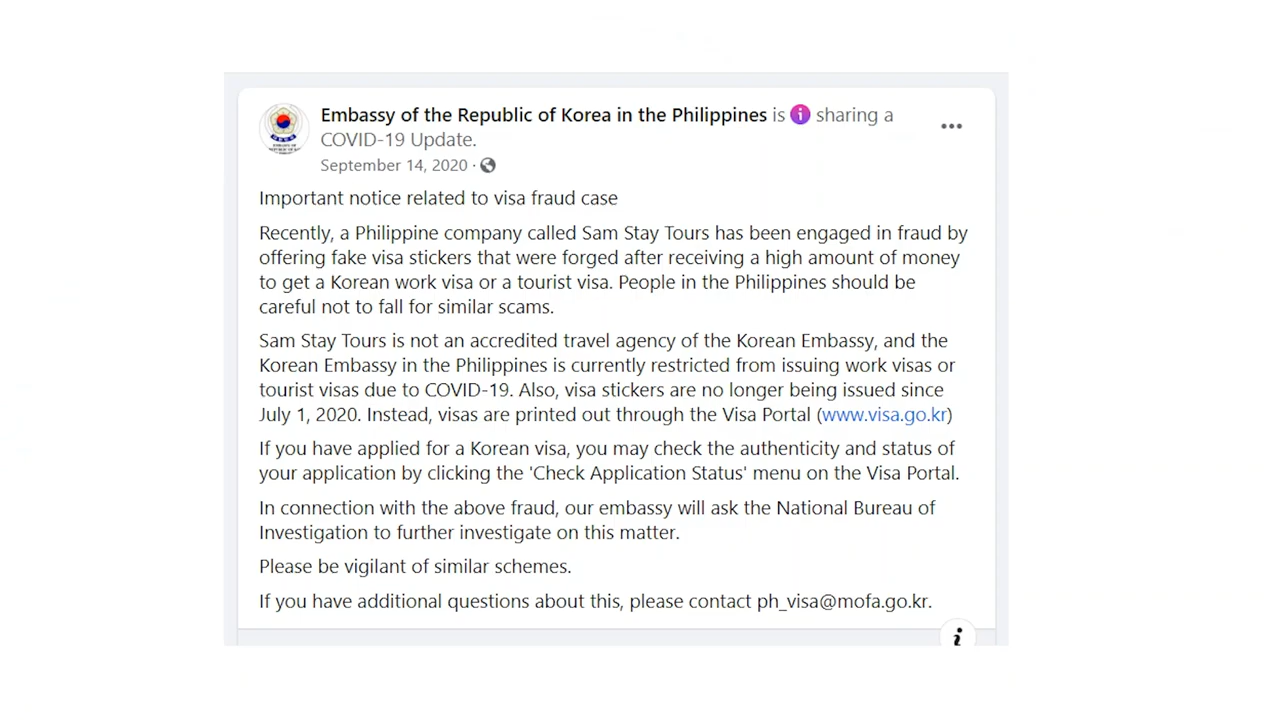 Embassy of the Republic of Korea in the Philippines is sharing a
COVID-19 Update.
September 14, 2020 ·
Important notice related to visa fraud case
Recently, a Philippine company called Sam Stay Tours has been engaged in fraud by
offering fake visa stickers that were forged after receiving a high amount of money
to get a Korean work visa or a tourist visa. People in the Philippines should be
careful not to fall for similar scams.
Sam Stay Tours is not an accredited travel agency of the Korean Embassy, and the
Korean Embassy in the Philippines is currently restricted from issuing work visas or
tourist visas due to COVID-19. Also, visa stickers are no longer being issued since
July 1, 2020. Instead, visas are printed out through the Visa Portal (www.visa.go.kr)
If you have applied for a Korean visa, you may check the authenticity and status of
your application by clicking the 'Check Application Status' menu on the Visa Portal.
In connection with the above fraud, our embassy will ask the National Bureau of
Investigation to further investigate on this matter.
Please be vigilant of similar schemes.
If you have additional questions about this, please contact ph_visa@mofa.go.kr.